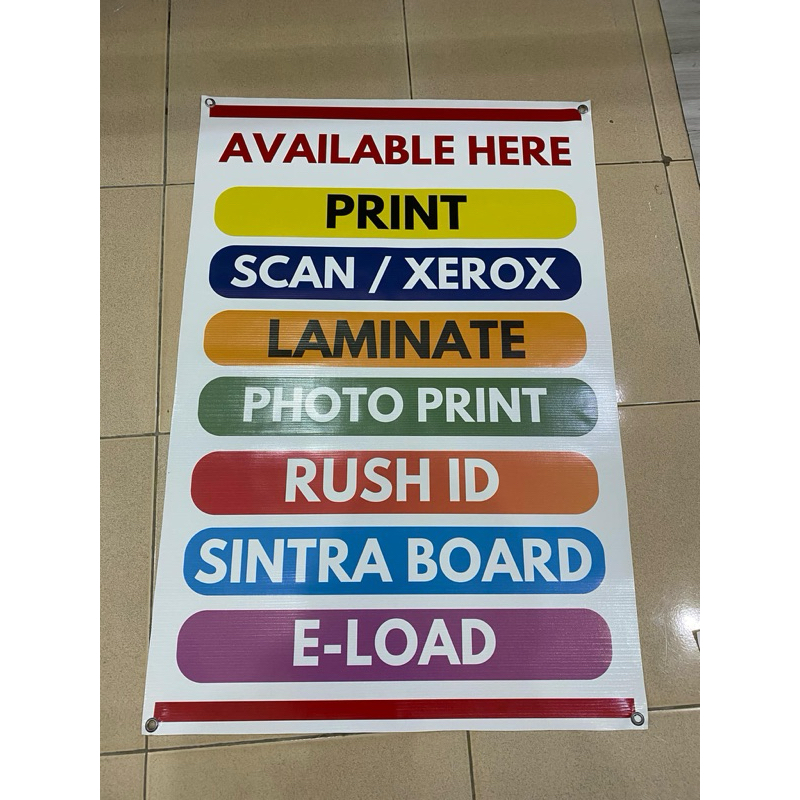 AVAILABLE HERE
PRINT
SCAN / XEROX
LAMINATE
PHOTO PRINT
RUSH ID
SINTRA BOARD
E-LOAD